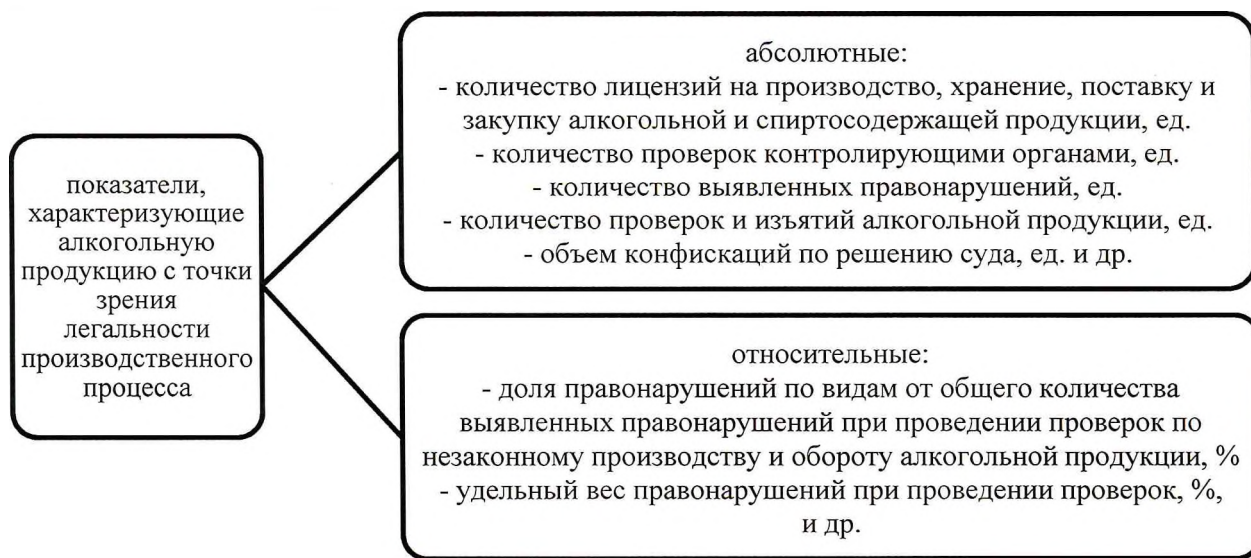 показатели,
характеризующие
алкогольную
продукцию с точки
зрения
легальности
производственного
процесса
абсолютные:
- количество лицензий на производство, хранение, поставку и
закупку алкогольной и спиртосодержащей продукции, ед.
- количество проверок контролирующими органами, ед.
- количество выявленных правонарушений, ед.
- количество проверок и изъятий алкогольной продукции, ед.
- объем конфискаций по решению суда, ед. и др.
относительные:
- доля правонарушений по видам от общего количества
выявленных правонарушений при проведении проверок по
незаконному производству и обороту алкогольной продукции, %
- удельный вес правонарушений при проведении проверок, %,
и др.